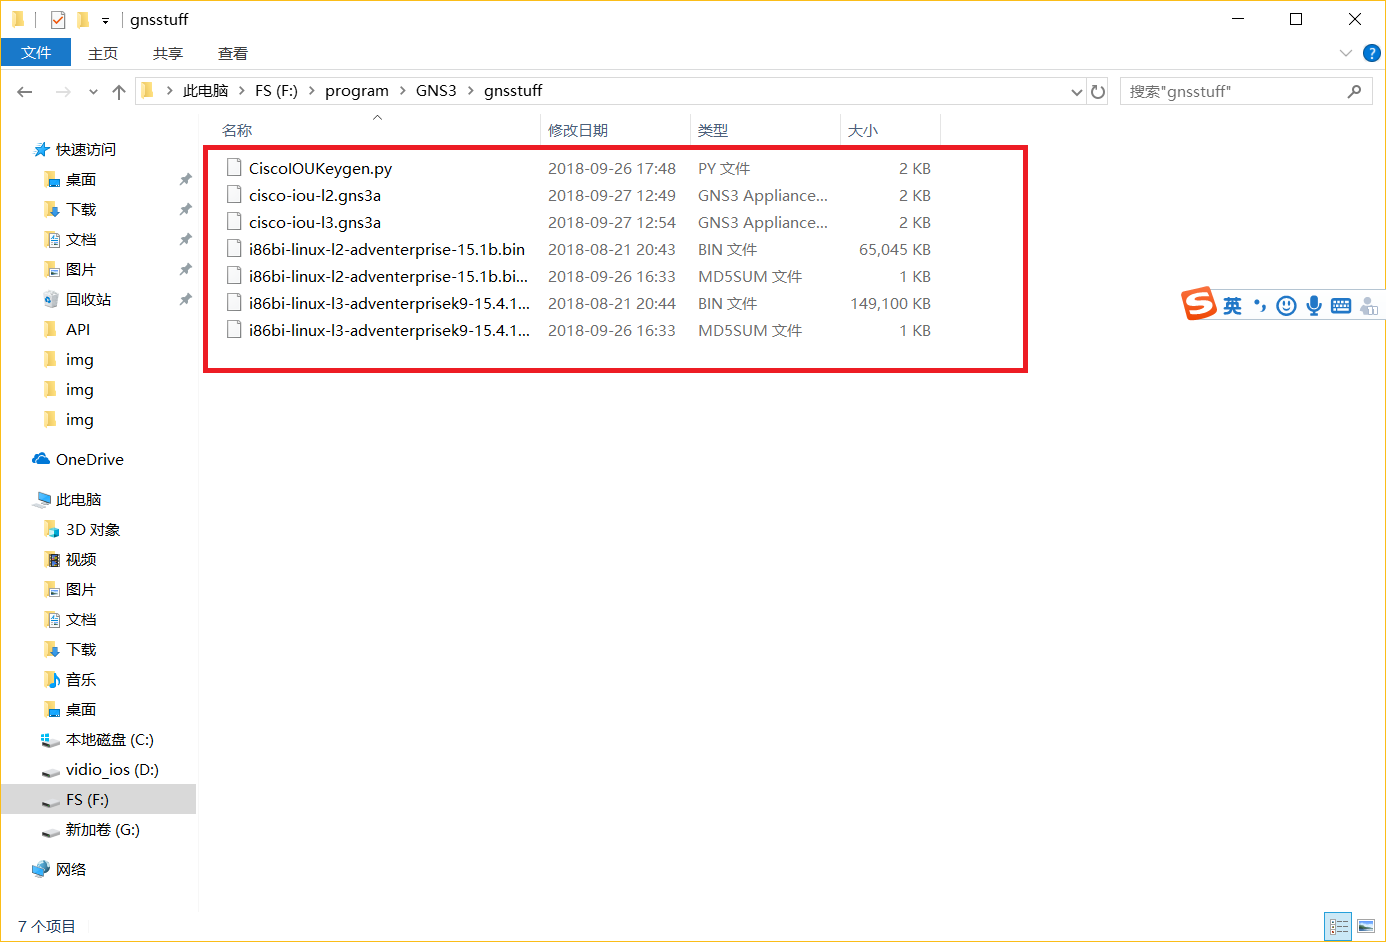 gnsstuff
文件 主页 共享 查看
此电脑 FS (F:) program GNS3 gnsstuff 搜索"gnsstuff"
名称 修改日期 类型 大小
CiscoIOUKeygen.py 2018-09-26 17:48 PY 文件 2 KB
cisco-iou-l2.gns3a 2018-09-27 12:49 GNS3 Appliance... 2 KB
cisco-iou-l3.gns3a 2018-09-27 12:54 GNS3 Appliance... 2 KB
i86bi-linux-l2-adventerprise-15.1b.bin 2018-08-21 20:43 BIN 文件 65,045 KB
i86bi-linux-l2-adventerprise-15.1b.bi... 2018-09-26 16:33 MD5SUM 文件 1 KB
i86bi-linux-l3-adventerprisek9-15.4.1... 2018-08-21 20:44 BIN 文件 149,100 KB
i86bi-linux-l3-adventerprisek9-15.4.1... 2018-09-26 16:33 MD5SUM 文件 1 KB
快速访问
桌面
下载
文档
图片
回收站
API
img
img
img
OneDrive
此电脑
3D 对象
视频
图片
文档
下载
音乐
桌面
本地磁盘 (C:)
vidio_ios (D:)
FS (F:)
新加卷 (G:)
网络
S 英
7 个项目